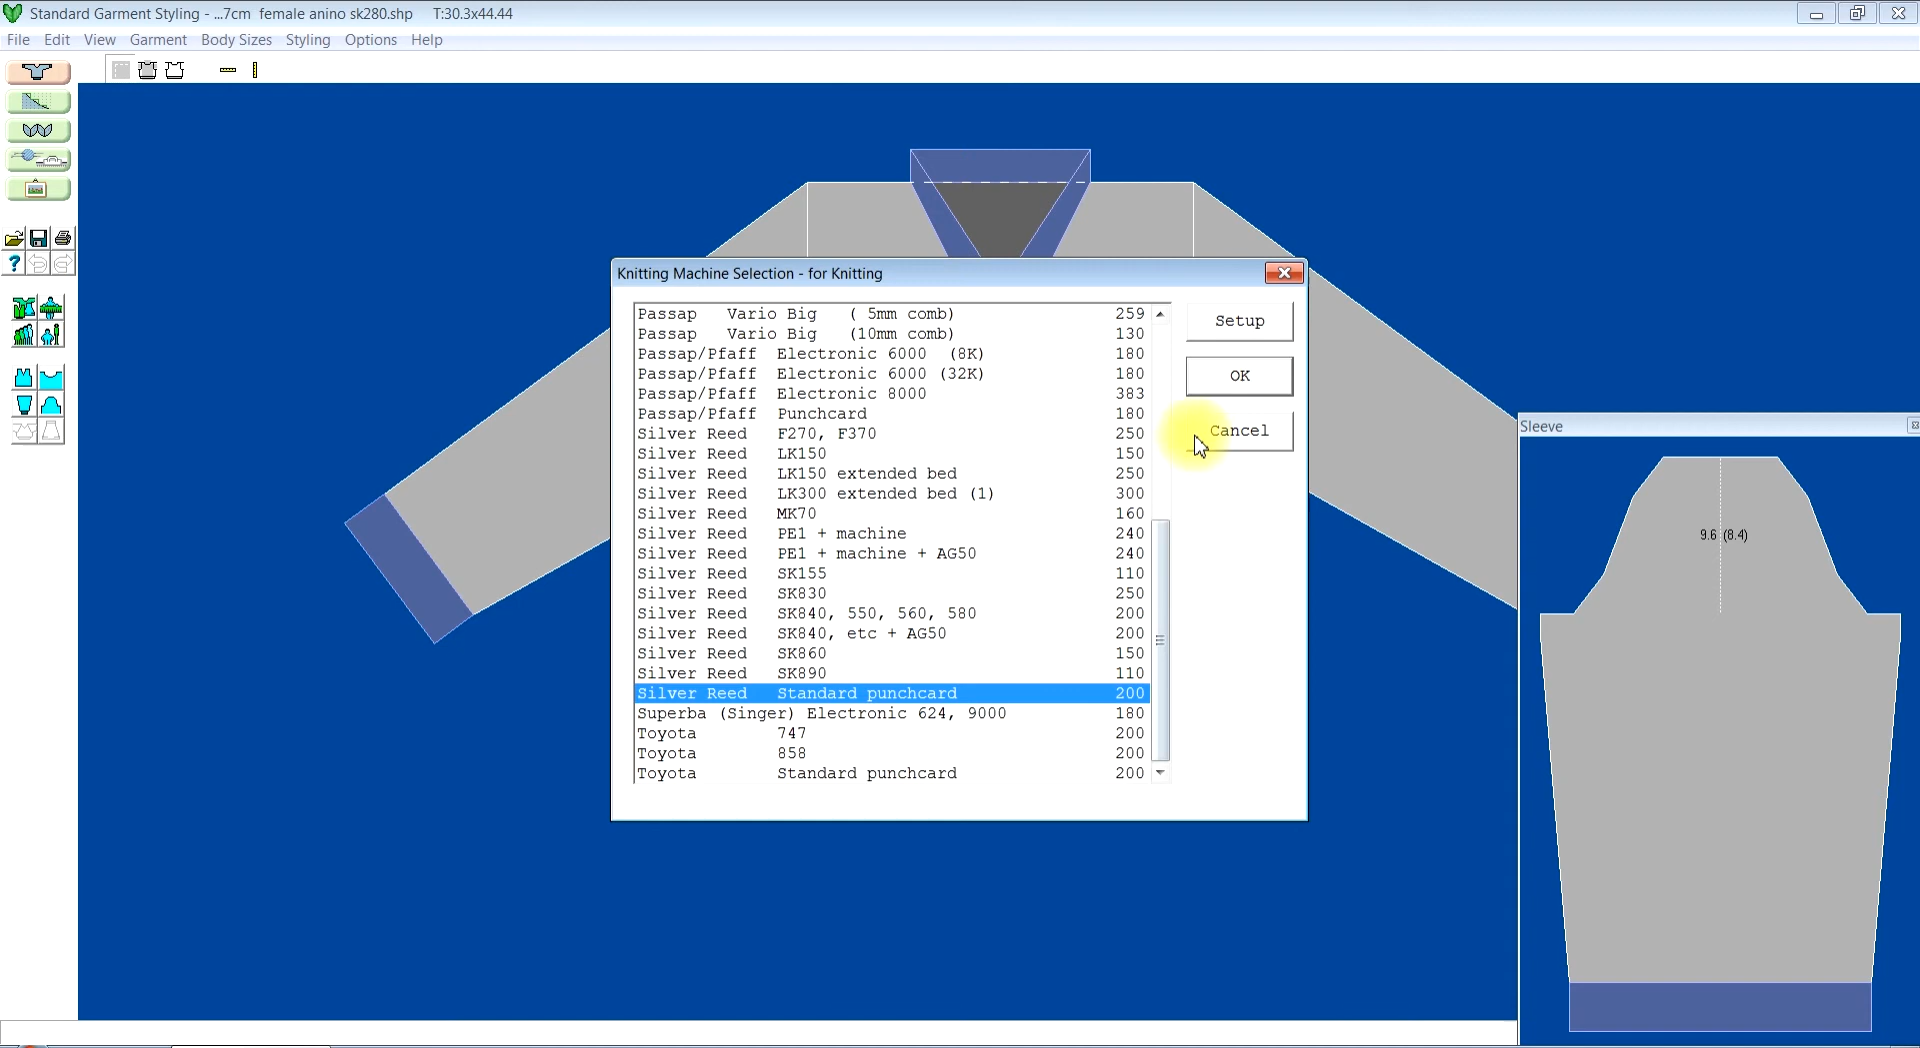 Standard Garment Styling - ...7cm female anino sk280.shp T:30.3x44.44
File Edit View Garment Body Sizes Styling Options Help
Knitting Machine Selection - for Knitting
Passap Vario Big ( 5mm comb) 259
Passap Vario Big (10mm comb) 130
Passap/Pfaff Electronic 6000 (8K) 180
Passap/Pfaff Electronic 6000 (32K) 180
Passap/Pfaff Electronic 8000 383
Passap/Pfaff Punchcard 180
Silver Reed F270, F370 250
Silver Reed LK150 150
Silver Reed LK150 extended bed 250
Silver Reed LK300 extended bed (1) 300
Silver Reed MK70 160
Silver Reed PE1 + machine 240
Silver Reed PE1 + machine + AG50 240
Silver Reed SK155 110
Silver Reed SK830 250
Silver Reed SK840, 550, 560, 580 200
Silver Reed SK840, etc + AG50 200
Silver Reed SK860 150
Silver Reed SK890 110
Silver Reed Standard punchcard 200
Superba (Singer) Electronic 624, 9000 180
Toyota 747 200
Toyota 858 200
Toyota Standard punchcard 200
Setup
OK
Cancel
Sleeve
9.6 (8.4)